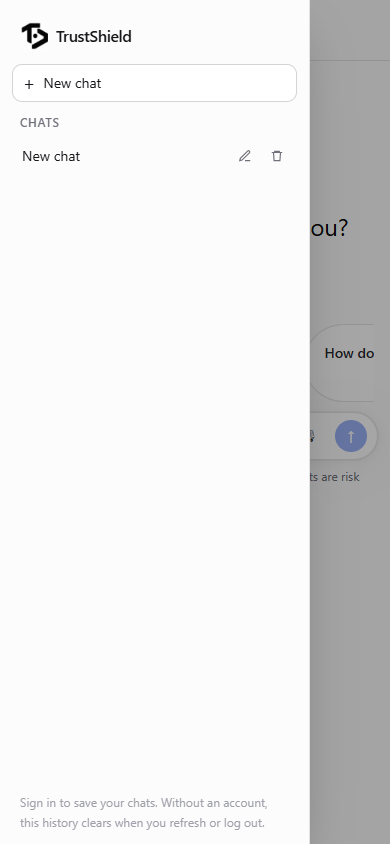 TrustShield
+ New chat
CHATS
New chat
ou?
How do
ts are risk
Sign in to save your chats. Without an account,
this history clears when you refresh or log out.